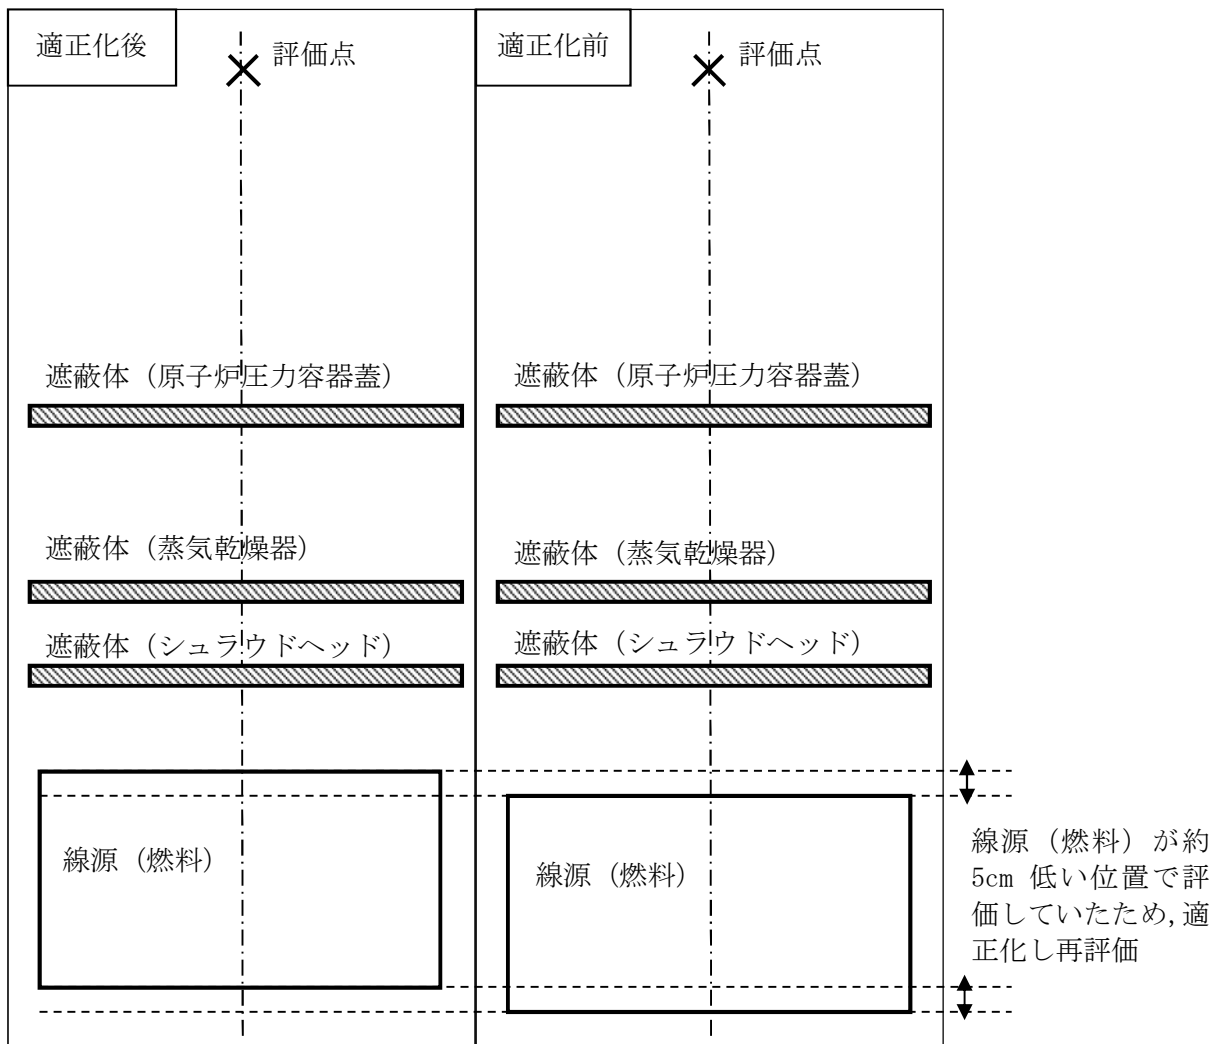 適正化後
評価点
遮蔽体（原子炉圧力容器蓋）
遮蔽体（蒸気乾燥器）
遮蔽体（シュラウドヘッド）
線源（燃料）
適正化前
評価点
遮蔽体（原子炉圧力容器蓋）
遮蔽体（蒸気乾燥器）
遮蔽体（シュラウドヘッド）
線源（燃料）
線源（燃料）が約
5cm 低い位置で評
価していたため,適
正化し再評価